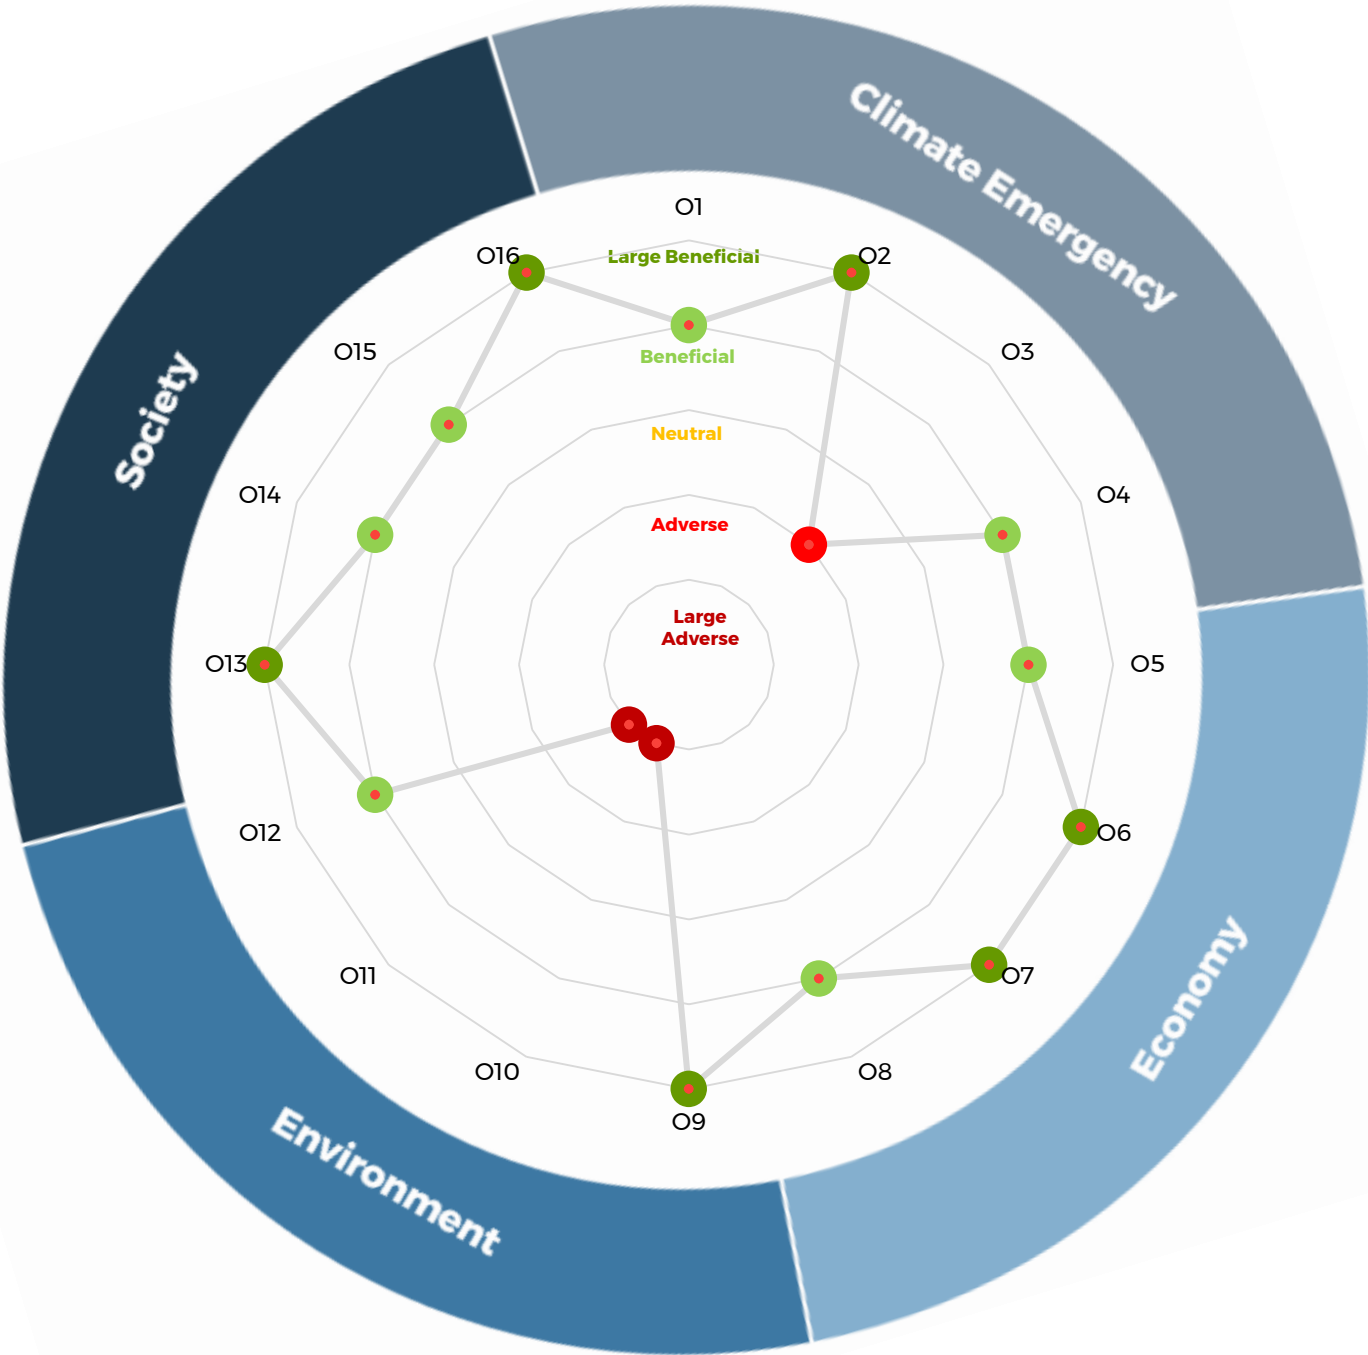 Climate Emergency
O1
O16
Large Beneficial
O2
O15
Beneficial
O3
Society
Neutral
O14
O4
Adverse
Large
Adverse
O13
O5
O12
O6
O11
O7
Economy
O10
O8
O9
Environment